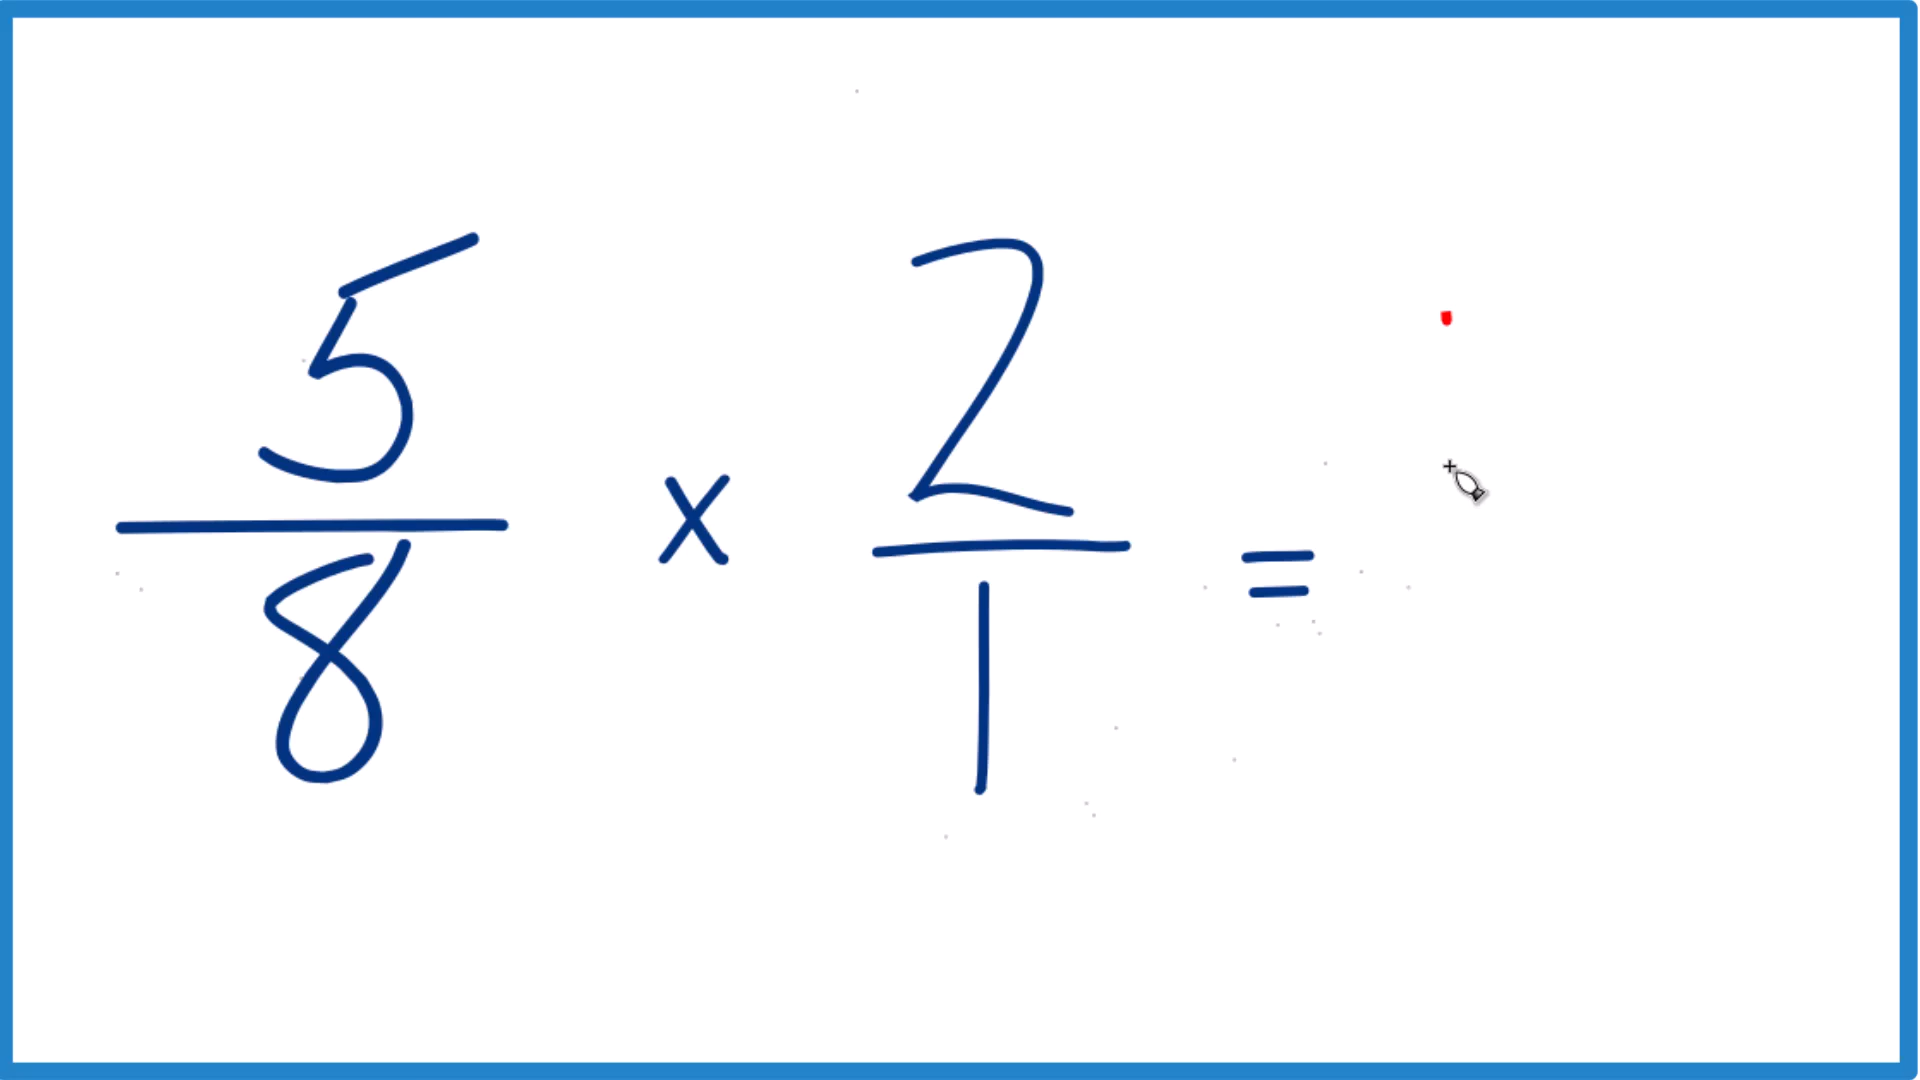 5/8 x 2/1 =